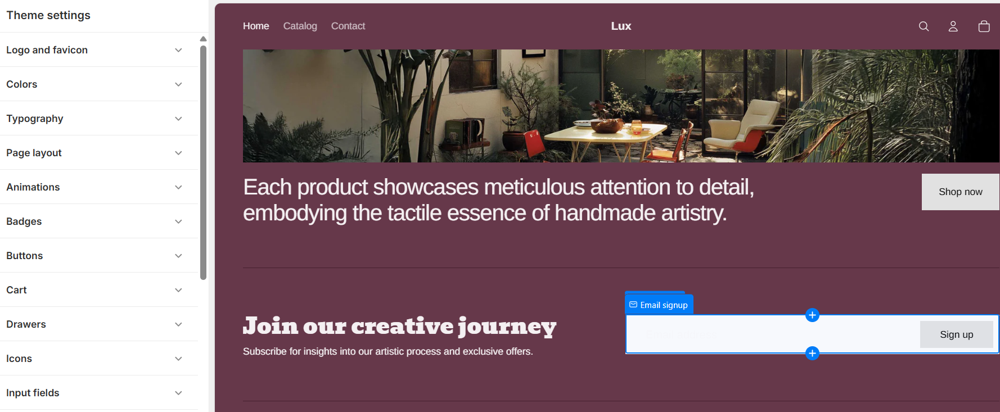 Theme settings
Logo and favicon
Colors
Typography
Page layout
Animations
Badges
Buttons
Cart
Drawers
Icons
Input fields
Home Catalog Contact
Lux
Each product showcases meticulous attention to detail,
embodying the tactile essence of handmade artistry.
Shop now
Join our creative journey
Subscribe for insights into our artistic process and exclusive offers.
Email signup
Sign up